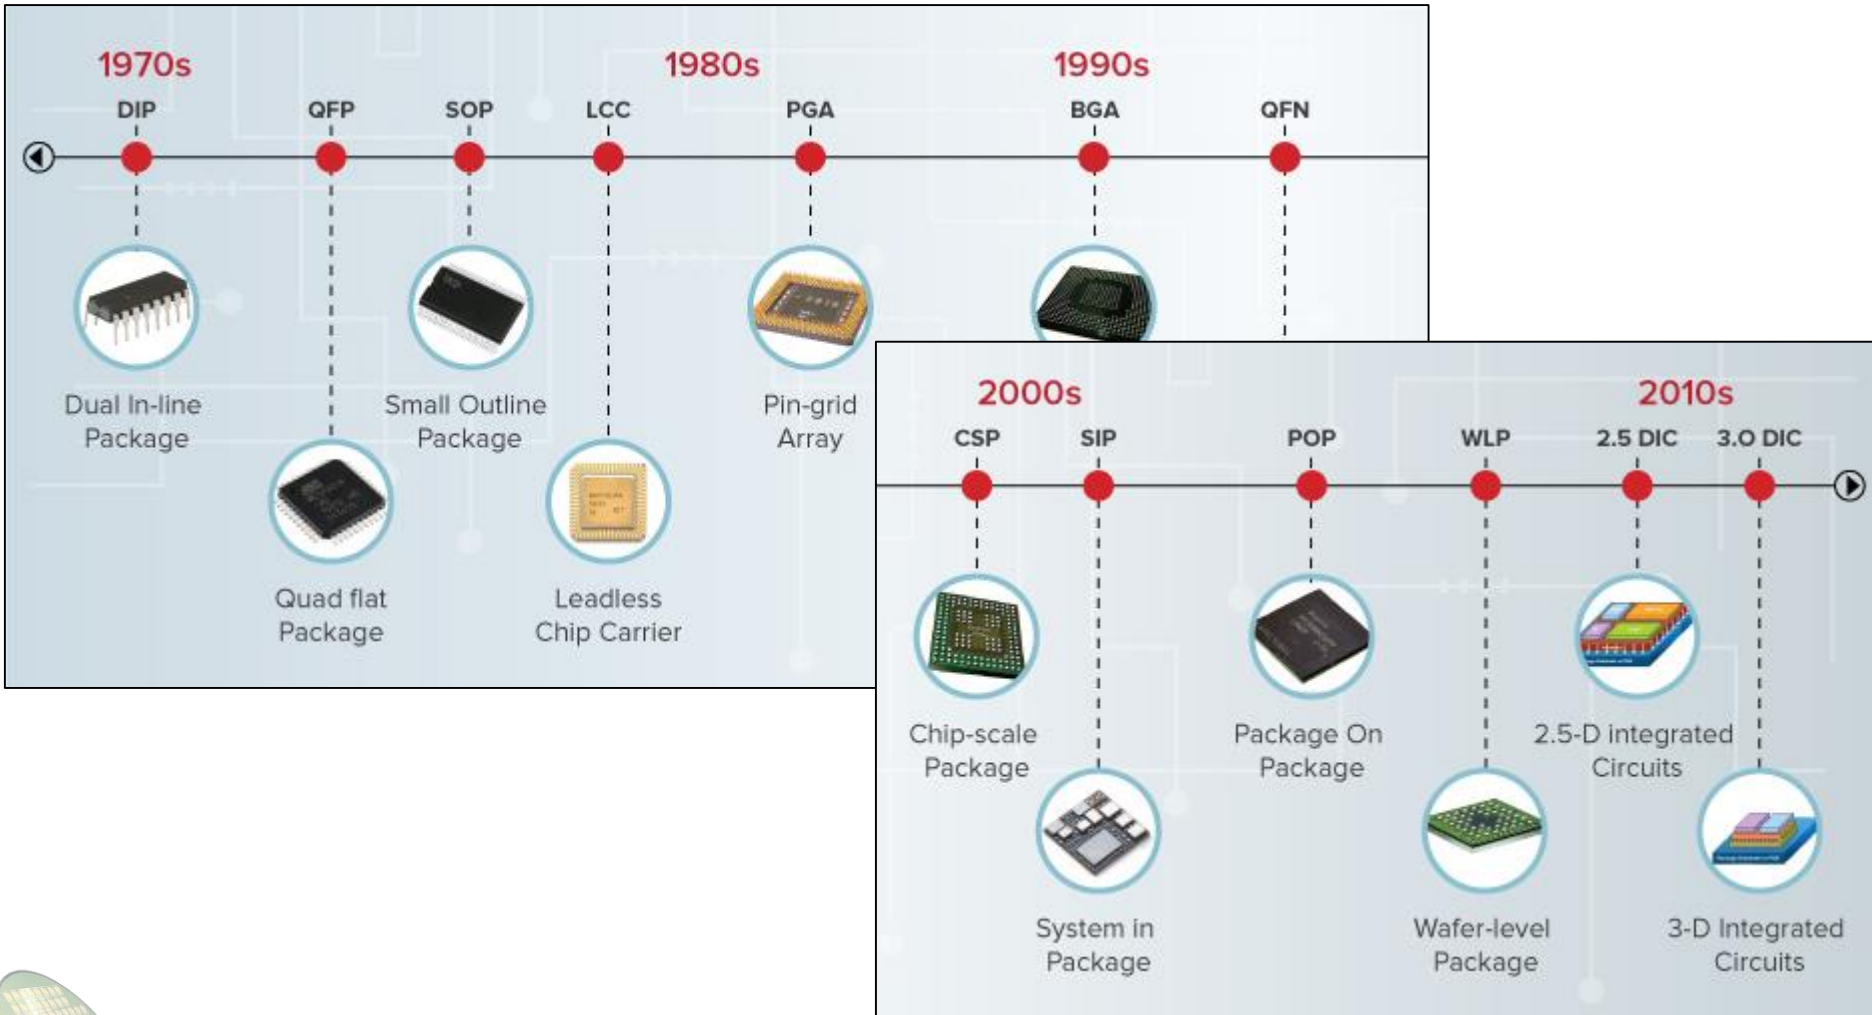 1970s
1980s
1990s
DIP
QFP
SOP
LCC
PGA
BGA
QFN
Dual In-line
Package
Small Outline
Package
Pin-grid
Array
Quad flat
Package
Leadless
Chip Carrier
2000s
2010s
CSP
SIP
POP
WLP
2.5 DIC
3.O DIC
Chip-scale
Package
Package On
Package
2.5-D integrated
Circuits
System in
Package
Wafer-level
Package
3-D Integrated
Circuits